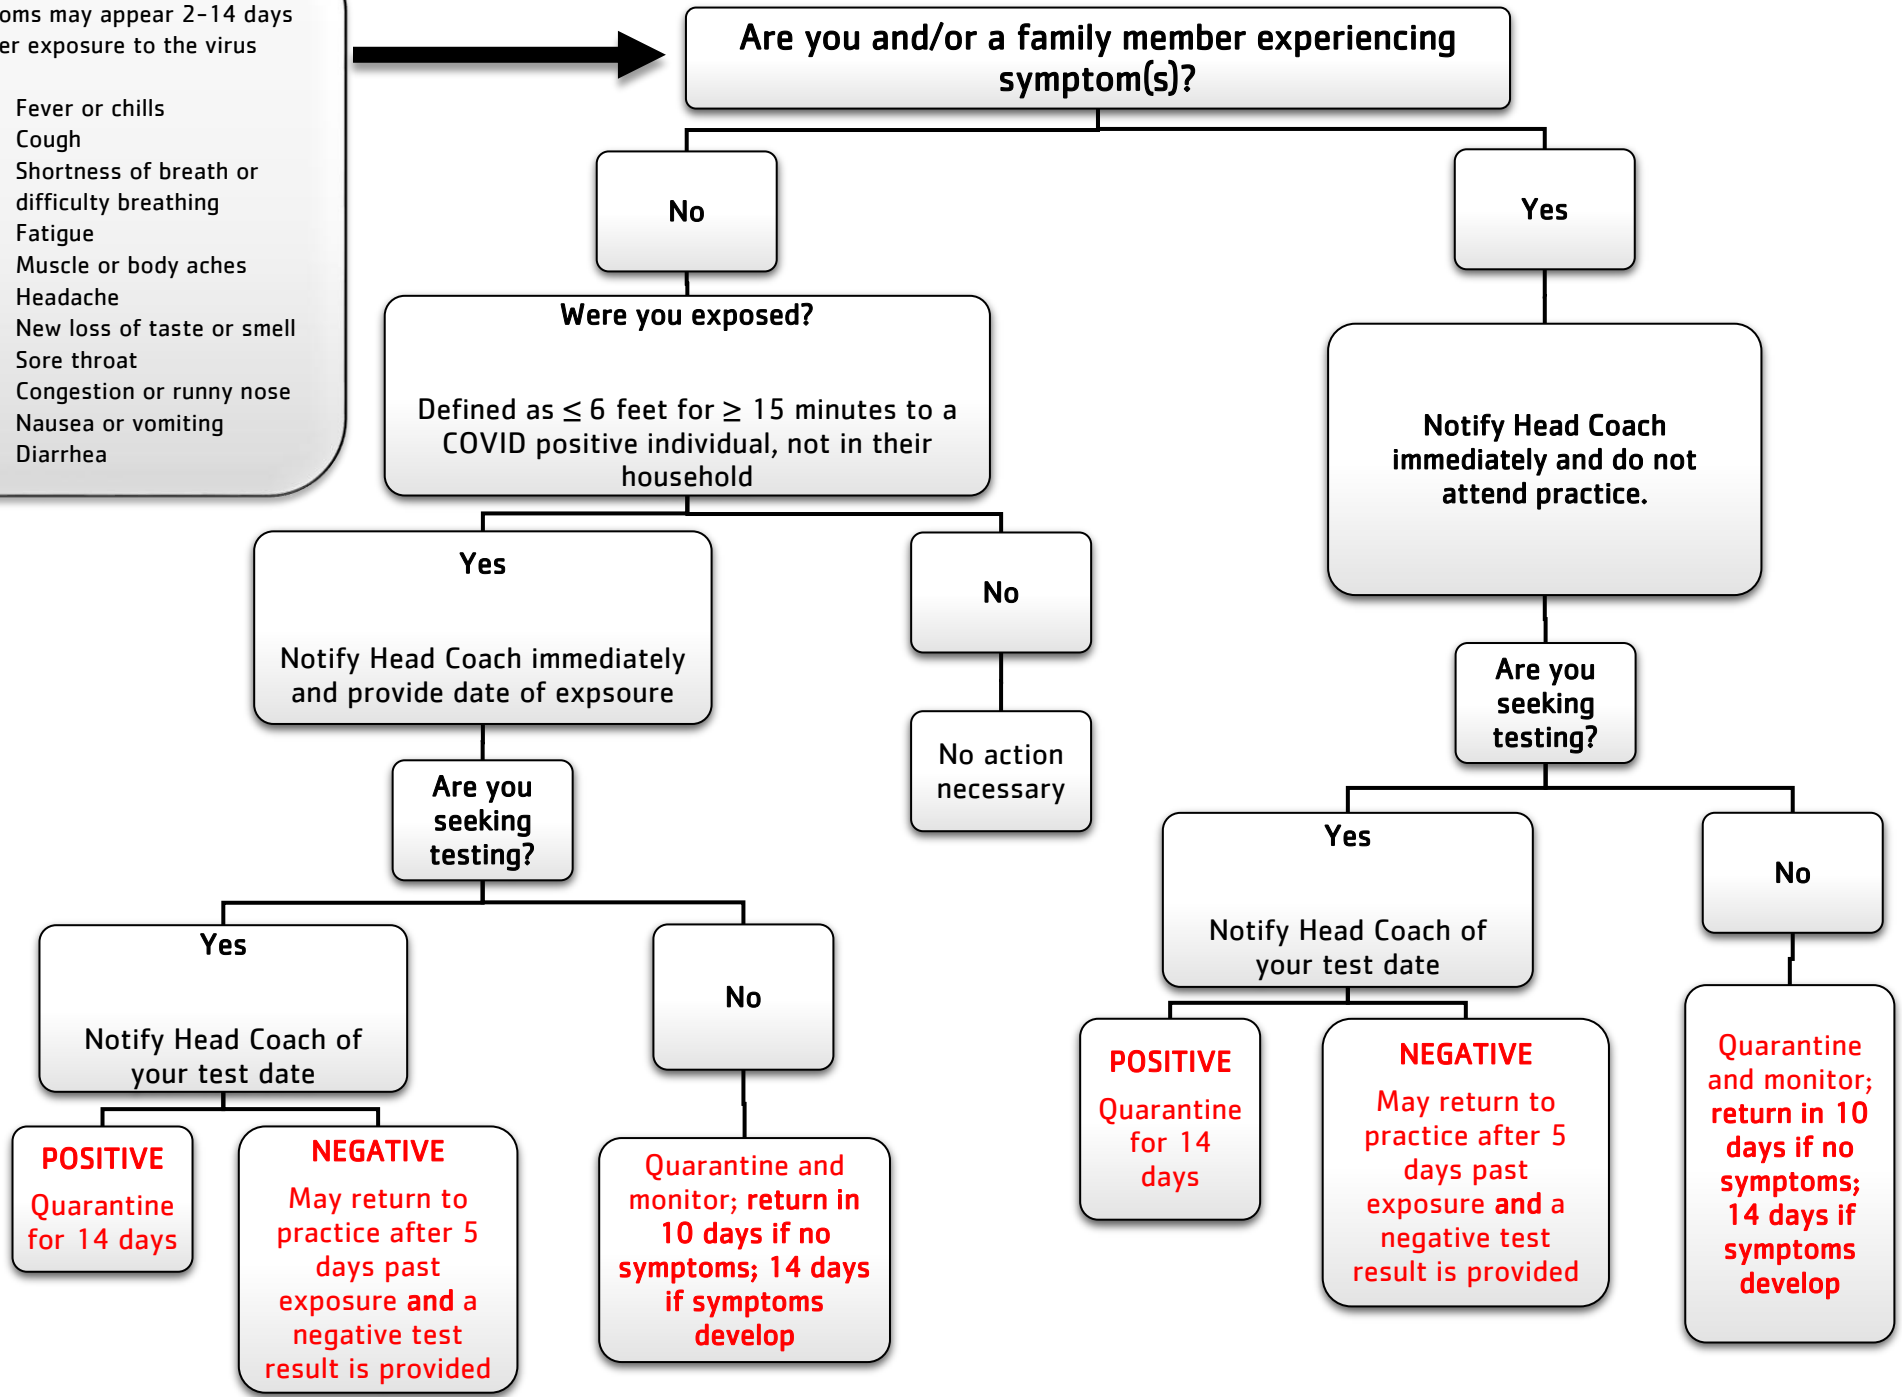 oms may appear 2-14 days
er exposure to the virus
Fever or chills
Cough
Shortness of breath or
difficulty breathing
Fatigue
Muscle or body aches
Headache
New loss of taste or smell
Sore throat
Congestion or runny nose
Nausea or vomiting
Diarrhea
Are you and/or a family member experiencing
symptom(s)?
No
Yes
Were you exposed?
Defined as ≤ 6 feet for ≥ 15 minutes to a
COVID positive individual, not in their
household
Notify Head Coach
immediately and do not
attend practice.
Yes
Notify Head Coach immediately
and provide date of expsoure
No
No action
necessary
Are you
seeking
testing?
Are you
seeking
testing?
Yes
Notify Head Coach of
your test date
No
Yes
Notify Head Coach of
your test date
No
POSITIVE
Quarantine
for 14 days
NEGATIVE
May return to
practice after 5
days past
exposure and a
negative test
result is provided
Quarantine and
monitor; return in
10 days if no
symptoms; 14 days
if symptoms
develop
POSITIVE
Quarantine
for 14
days
NEGATIVE
May return to
practice after 5
days past
exposure and a
negative test
result is provided
Quarantine
and monitor;
return in 10
days if no
symptoms;
14 days if
symptoms
develop